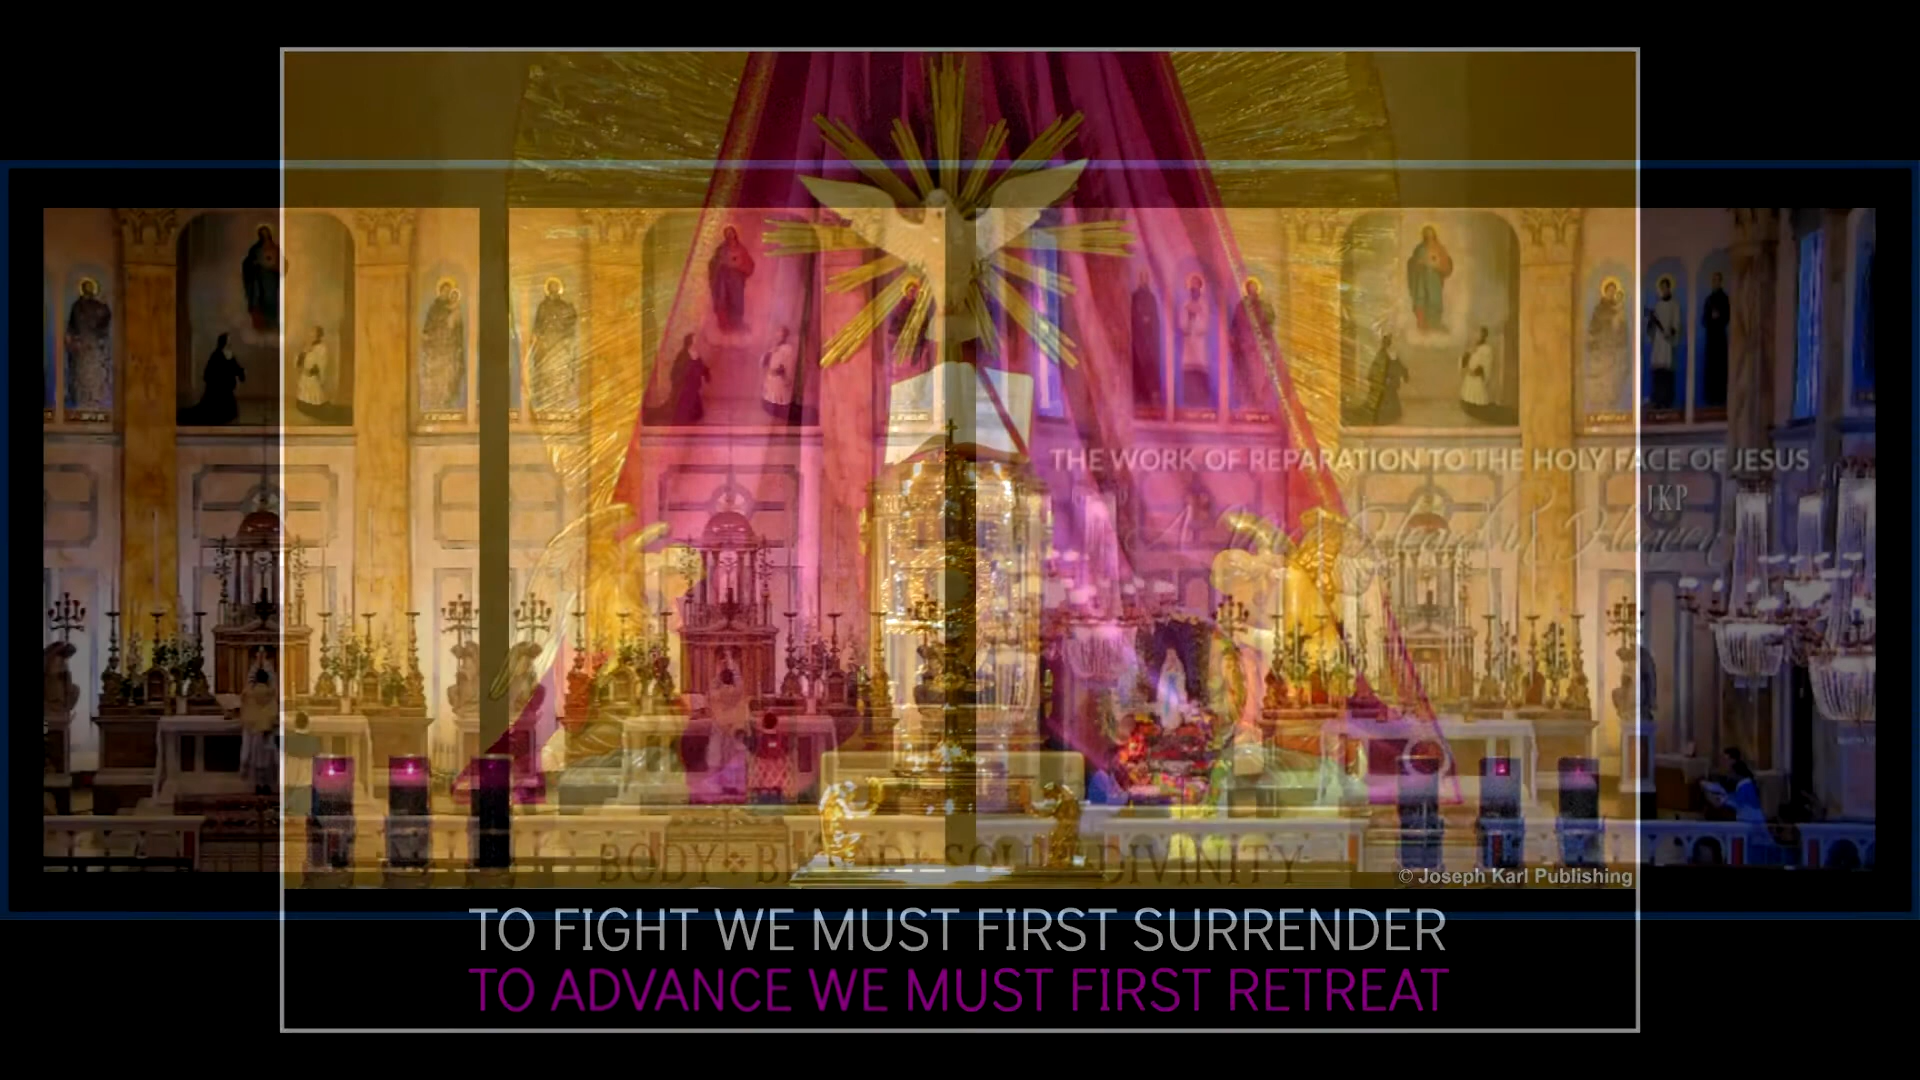 THE WORK OF REPARATION TO THE HOLY FACE OF JESUS
JKP
BODY SOUL DIVINITY
© Joseph Karl Publishing
TO FIGHT WE MUST FIRST SURRENDER
TO ADVANCE WE MUST FIRST RETREAT